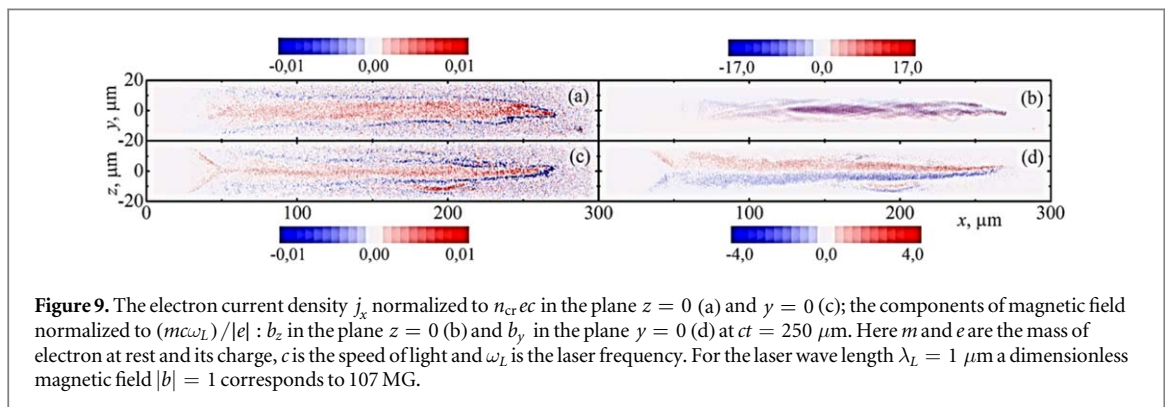 -0,01 0,00 0,01 -17,0 0,0 17,0
20 (a) (b)
y, μm 0
-20
(c) (d)
z, μm 0
-20
0 100 200 300 100 200 x, μm 300
-0,01 0,00 0,01 -4,0 0,0 4,0
Figure 9. The electron current density jₓ normalized to n_cr ec in the plane z = 0 (a) and y = 0 (c); the components of magnetic field
normalized to (mcω_L)/|e| : b_z in the plane z = 0 (b) and b_y in the plane y = 0 (d) at ct = 250 μm. Here m and e are the mass of
electron at rest and its charge, c is the speed of light and ω_L is the laser frequency. For the laser wave length λ_L = 1 μm a dimensionless
magnetic field |b| = 1 corresponds to 107 MG.